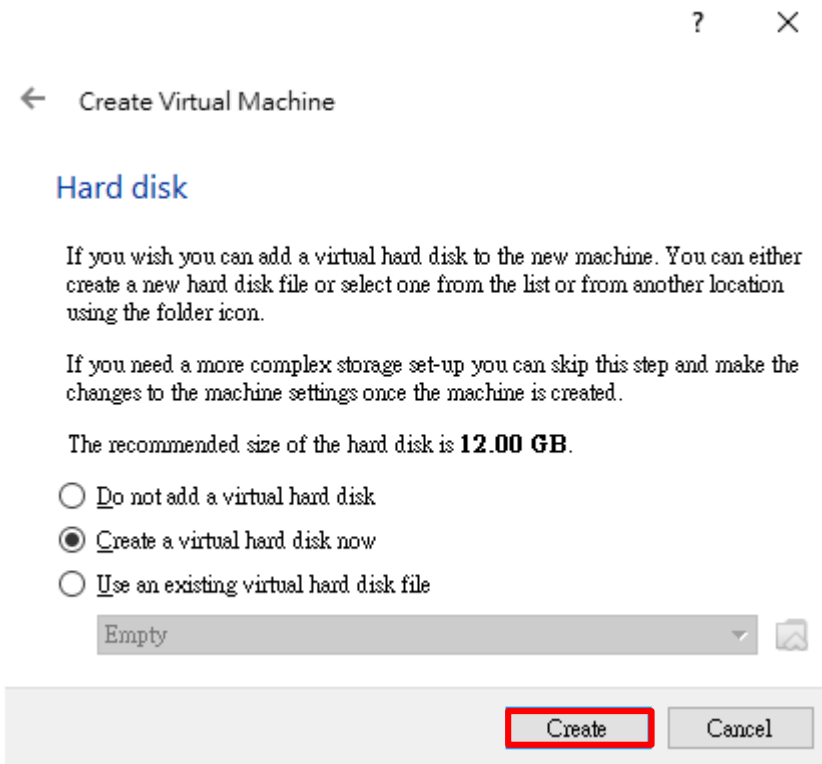 ?
Create Virtual Machine
Hard disk
If you wish you can add a virtual hard disk to the new machine. You can either
create a new hard disk file or select one from the list or from another location
using the folder icon.
If you need a more complex storage set-up you can skip this step and make the
changes to the machine settings once the machine is created.
The recommended size of the hard disk is 12.00 GB.
Do not add a virtual hard disk
Create a virtual hard disk now
Use an existing virtual hard disk file
Empty
Create
Cancel